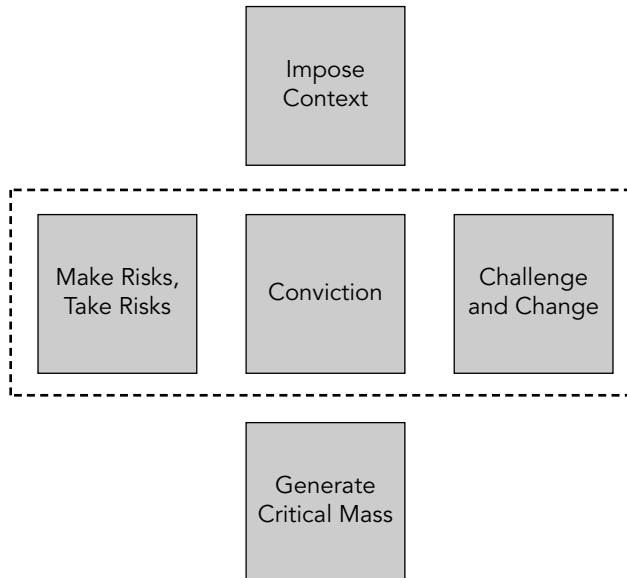 Impose
Context
Make Risks,
Take Risks
Conviction
Challenge
and Change
Generate
Critical Mass